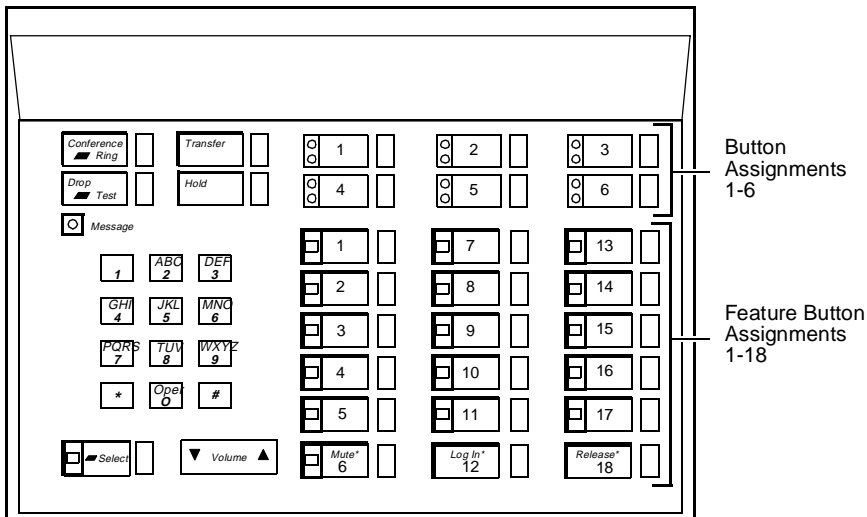 Conference
Ring
Transfer
1
2
3
Drop
Test
Hold
4
5
6
Button
Assignments
1-6
Message
1
ABC
2
DEF
3
GHI
4
JKL
5
MNO
6
PQRS
7
TUV
8
WXYZ
9
*
Oper
0
#
Select
▼ Volume ▲
1
7
13
2
8
14
3
9
15
4
10
16
5
11
17
Mute*
6
Log In*
12
Release*
18
Feature Button
Assignments
1-18